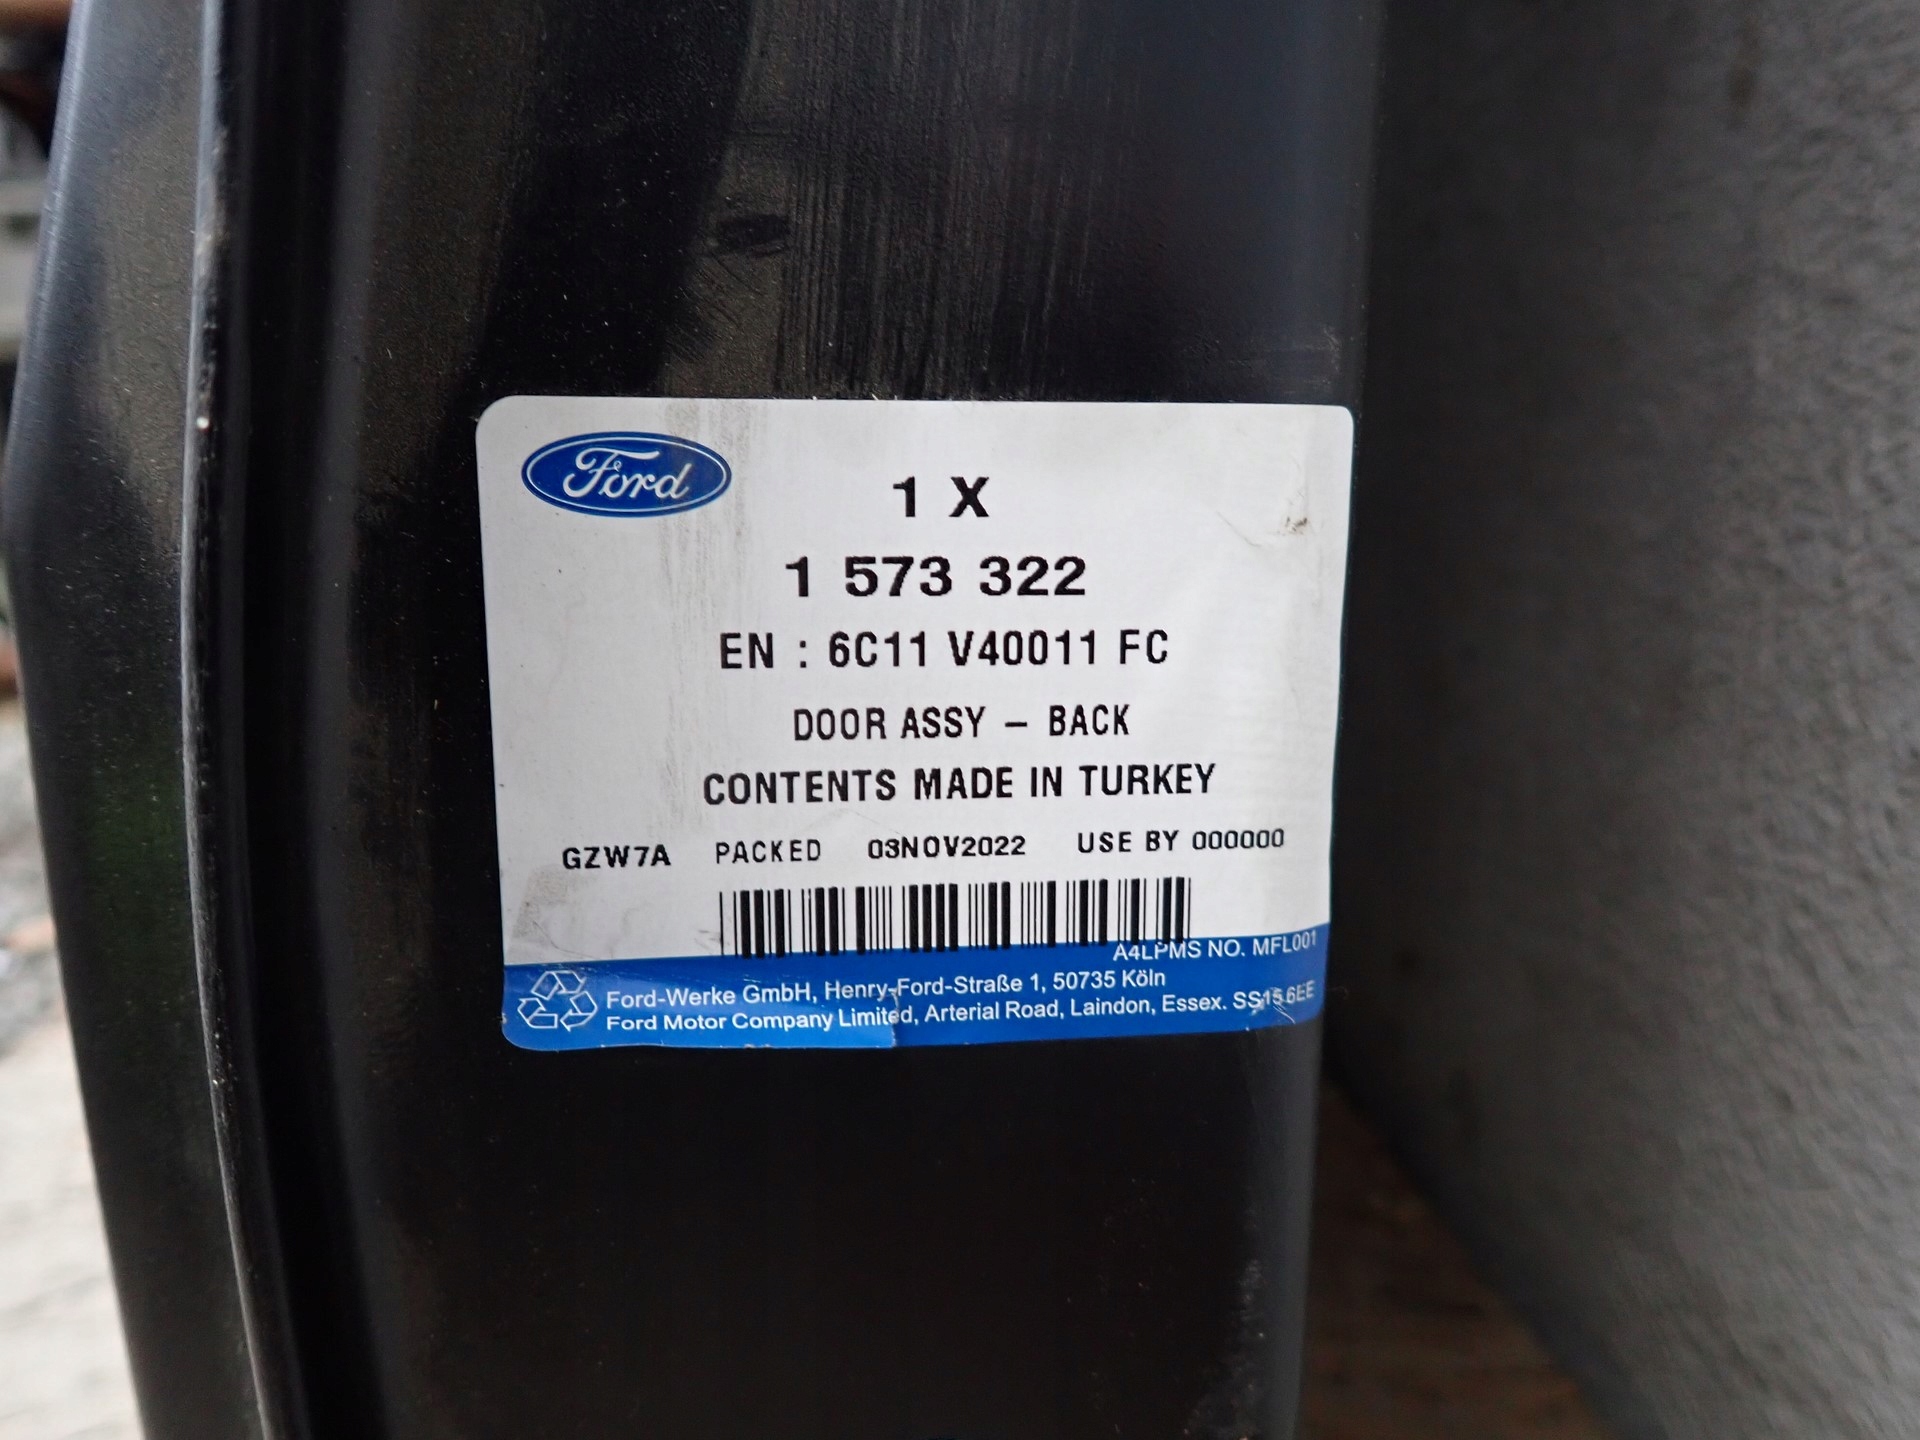 Ford
1 X
1 573 322
EN : 6C11 V40011 FC
DOOR ASSY – BACK
CONTENTS MADE IN TURKEY
GZW7A PACKED 03NOV2022 USE BY 000000
A4LPMS NO. MFL001
Ford-Werke GmbH, Henry-Ford-Straße 1, 50735 Köln
Ford Motor Company Limited, Arterial Road, Laindon, Essex. SS15 6EE